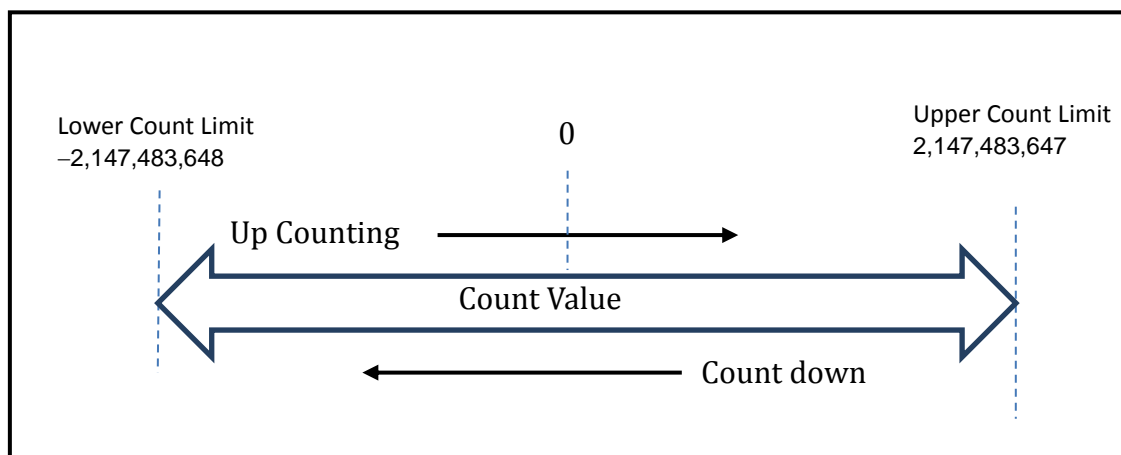 Lower Count Limit
–2,147,483,648
0
Upper Count Limit
2,147,483,647
Up Counting
Count Value
Count down